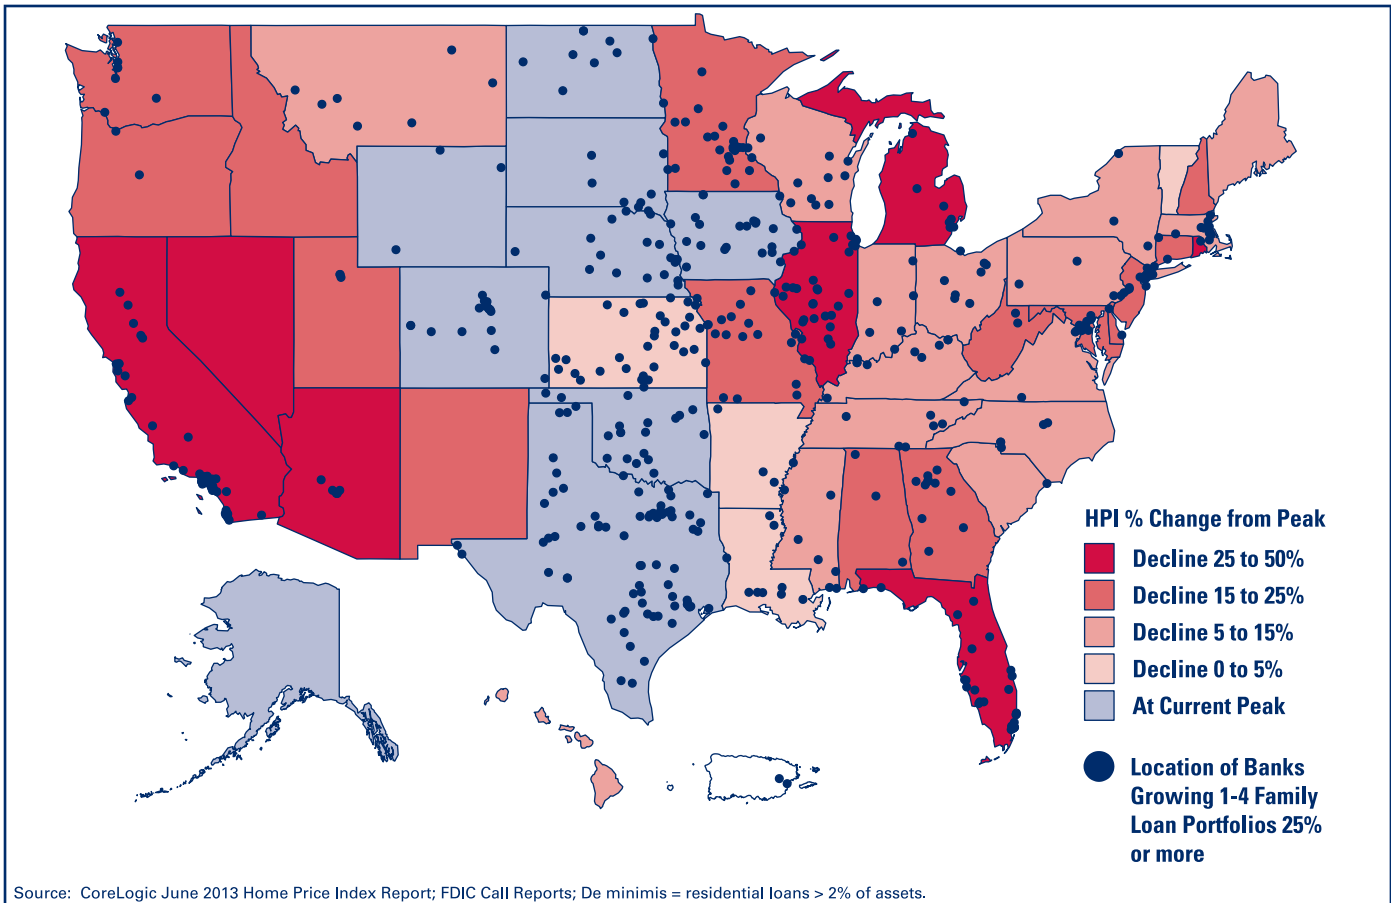 HPI % Change from Peak
Decline 25 to 50%
Decline 15 to 25%
Decline 5 to 15%
Decline 0 to 5%
At Current Peak
Location of Banks
Growing 1-4 Family
Loan Portfolios 25%
or more
Source: CoreLogic June 2013 Home Price Index Report; FDIC Call Reports; De minimis = residential loans > 2% of assets.